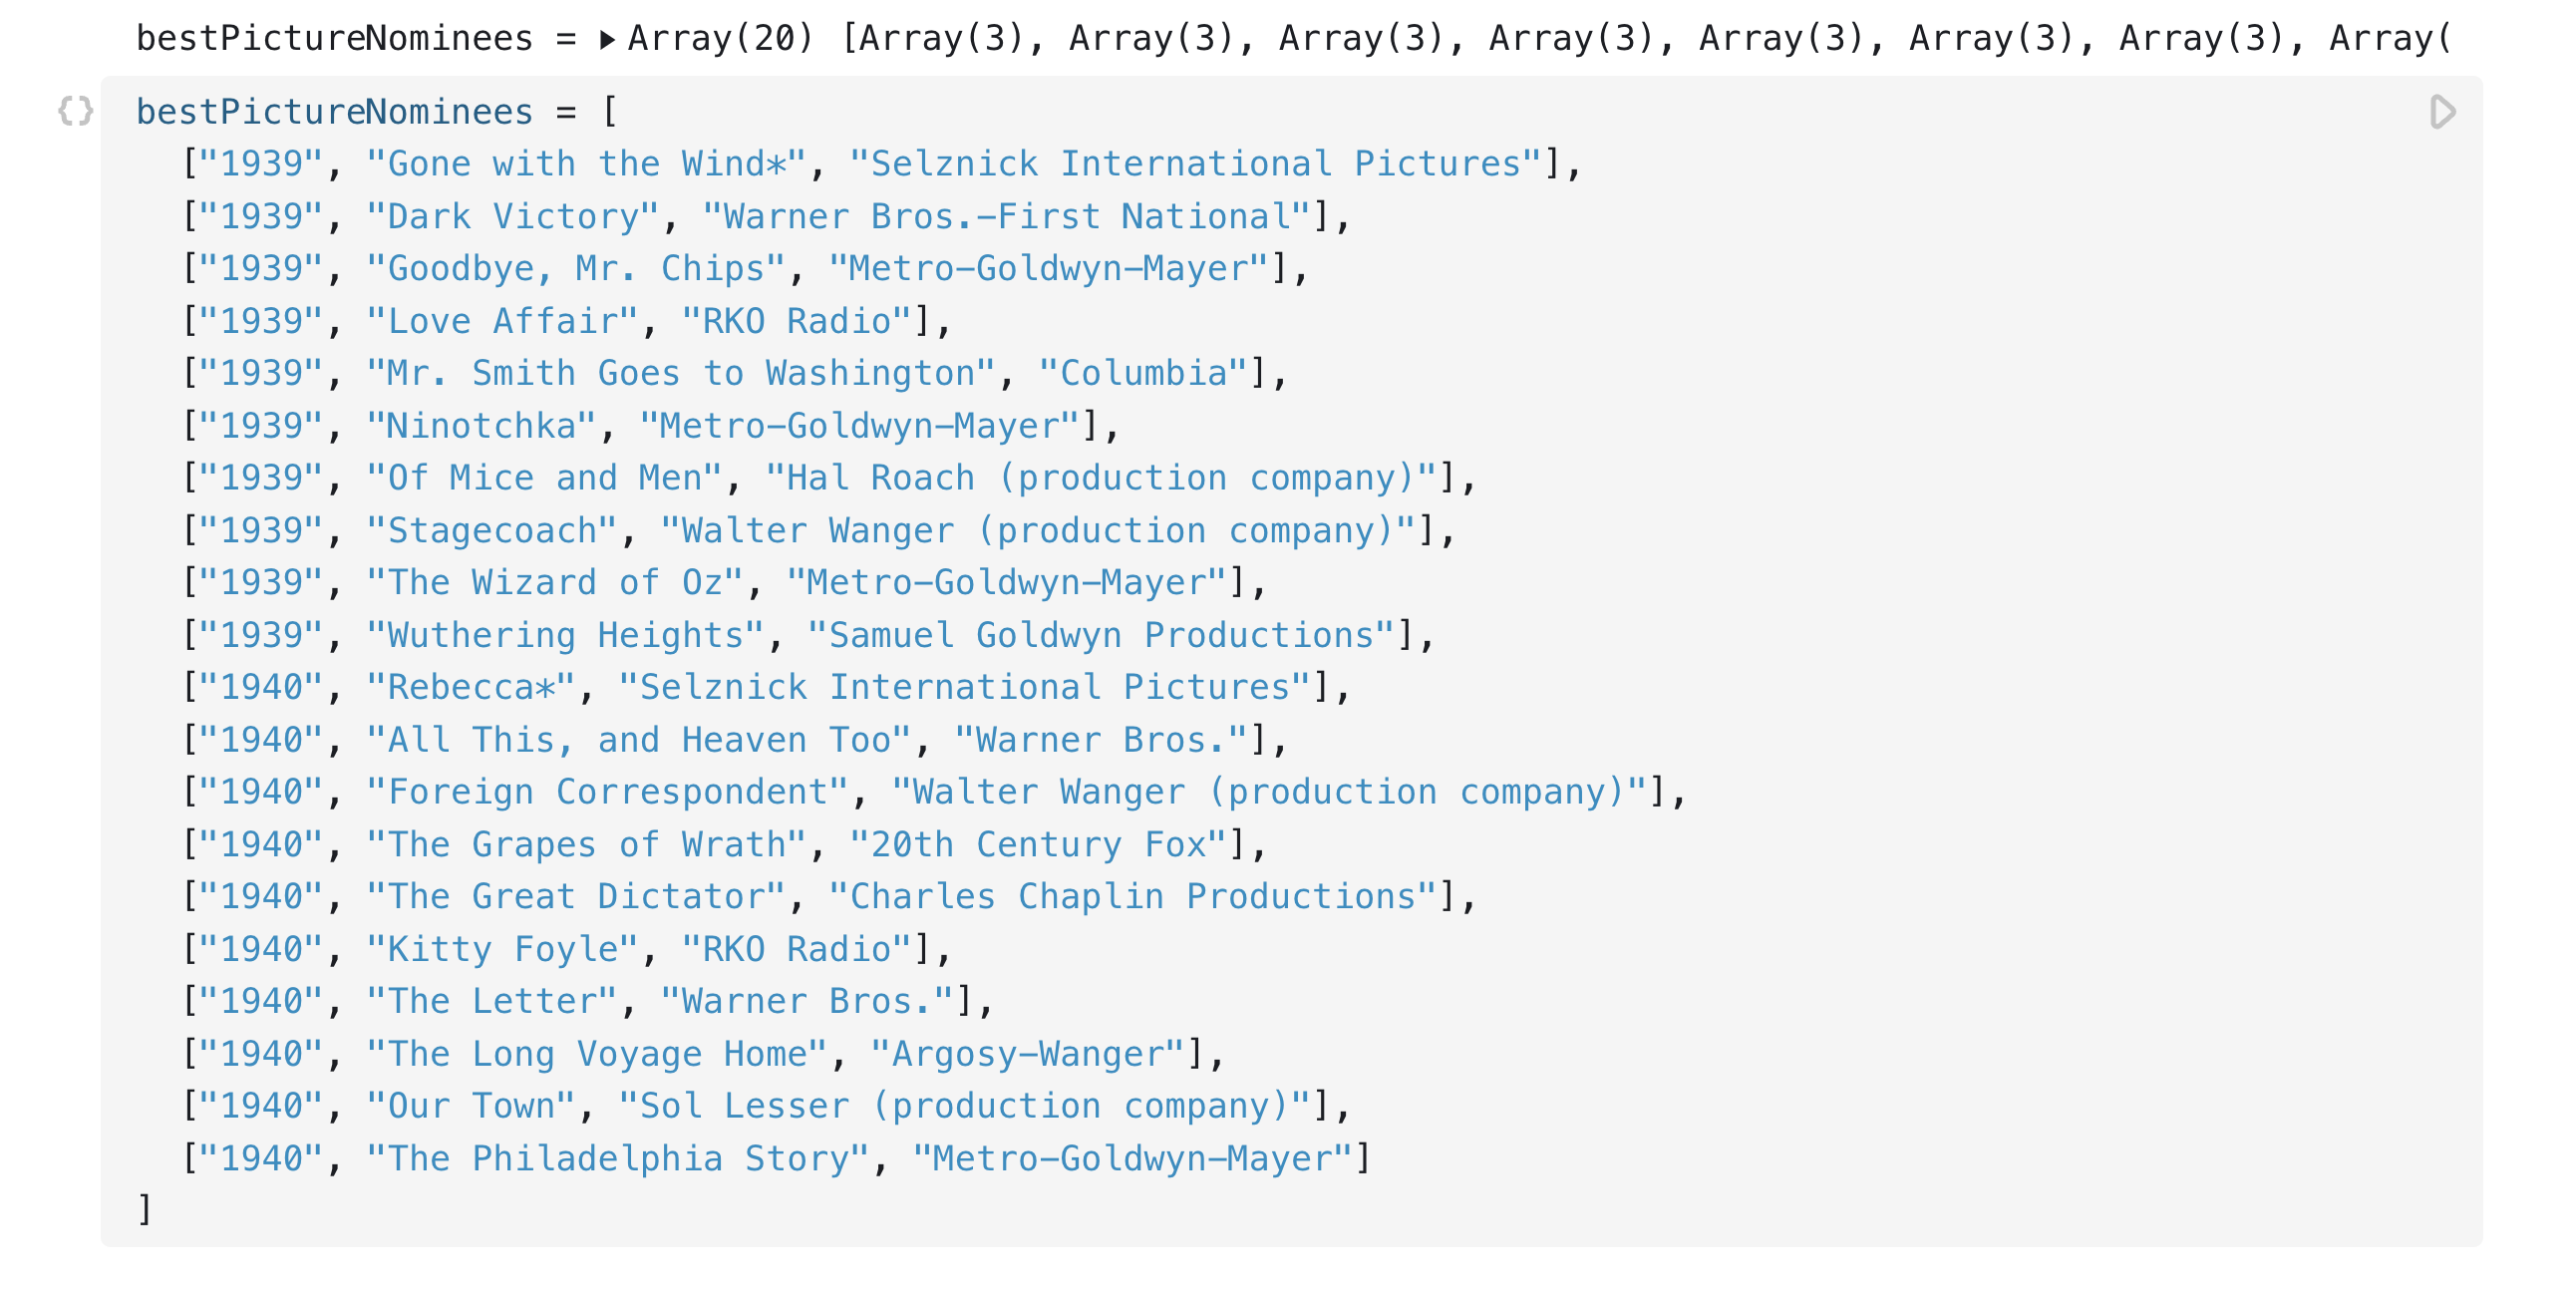 bestPictureNominees = ▸Array(20) [Array(3), Array(3), Array(3), Array(3), Array(3), Array(3), Array(3), Array(
{} bestPictureNominees = [
  ["1939", "Gone with the Wind*", "Selznick International Pictures"],
  ["1939", "Dark Victory", "Warner Bros.-First National"],
  ["1939", "Goodbye, Mr. Chips", "Metro-Goldwyn-Mayer"],
  ["1939", "Love Affair", "RKO Radio"],
  ["1939", "Mr. Smith Goes to Washington", "Columbia"],
  ["1939", "Ninotchka", "Metro-Goldwyn-Mayer"],
  ["1939", "Of Mice and Men", "Hal Roach (production company)"],
  ["1939", "Stagecoach", "Walter Wanger (production company)"],
  ["1939", "The Wizard of Oz", "Metro-Goldwyn-Mayer"],
  ["1939", "Wuthering Heights", "Samuel Goldwyn Productions"],
  ["1940", "Rebecca*", "Selznick International Pictures"],
  ["1940", "All This, and Heaven Too", "Warner Bros."],
  ["1940", "Foreign Correspondent", "Walter Wanger (production company)"],
  ["1940", "The Grapes of Wrath", "20th Century Fox"],
  ["1940", "The Great Dictator", "Charles Chaplin Productions"],
  ["1940", "Kitty Foyle", "RKO Radio"],
  ["1940", "The Letter", "Warner Bros."],
  ["1940", "The Long Voyage Home", "Argosy-Wanger"],
  ["1940", "Our Town", "Sol Lesser (production company)"],
  ["1940", "The Philadelphia Story", "Metro-Goldwyn-Mayer"]
]